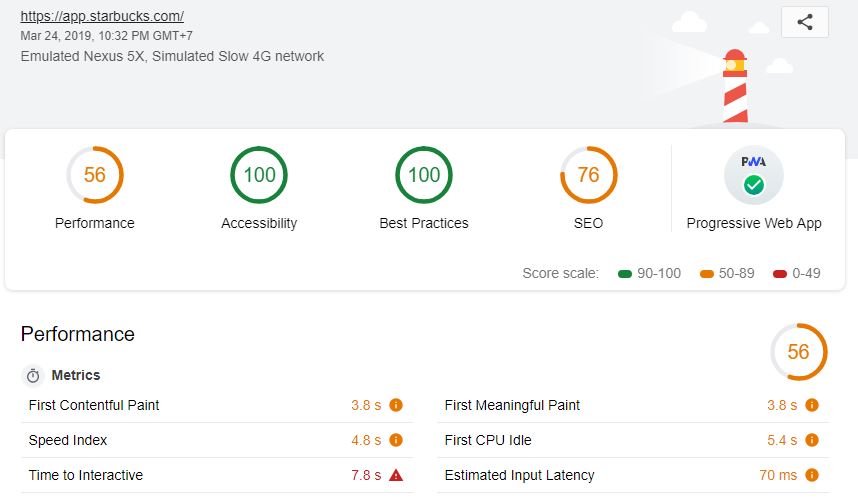 https://app.starbucks.com/
Mar 24, 2019, 10:32 PM GMT+7
Emulated Nexus 5X, Simulated Slow 4G network
56 100 100 76 PWA
Performance Accessibility Best Practices SEO Progressive Web App
Score scale: 90-100 50-89 0-49
Performance 56
Metrics
First Contentful Paint 3.8 s First Meaningful Paint 3.8 s
Speed Index 4.8 s First CPU Idle 5.4 s
Time to Interactive 7.8 s Estimated Input Latency 70 ms